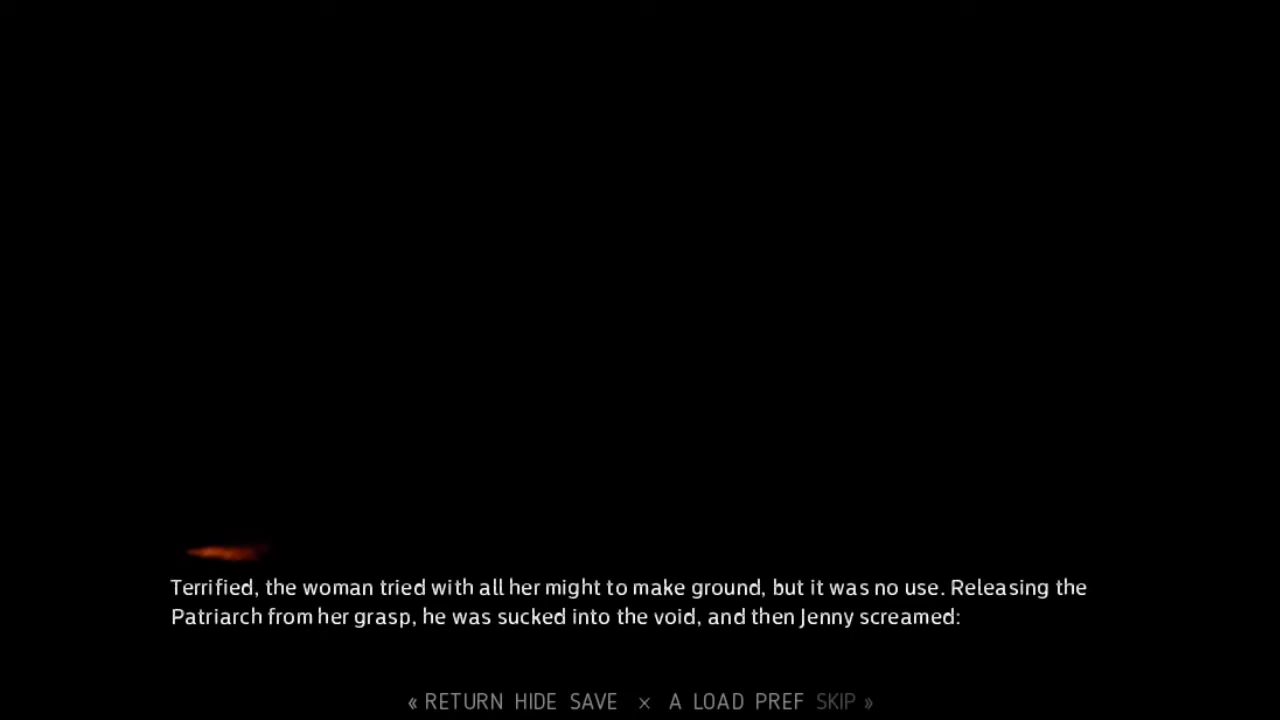 Terrified, the woman tried with all her might to make ground, but it was no use. Releasing the
Patriarch from her grasp, he was sucked into the void, and then Jenny screamed:
« RETURN HIDE SAVE × A LOAD PREF SKIP »